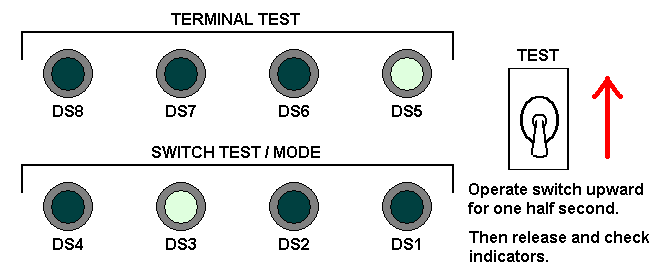 TERMINAL TEST
DS8 DS7 DS6 DS5
SWITCH TEST / MODE
DS4 DS3 DS2 DS1
TEST
Operate switch upward
for one half second.
Then release and check
indicators.